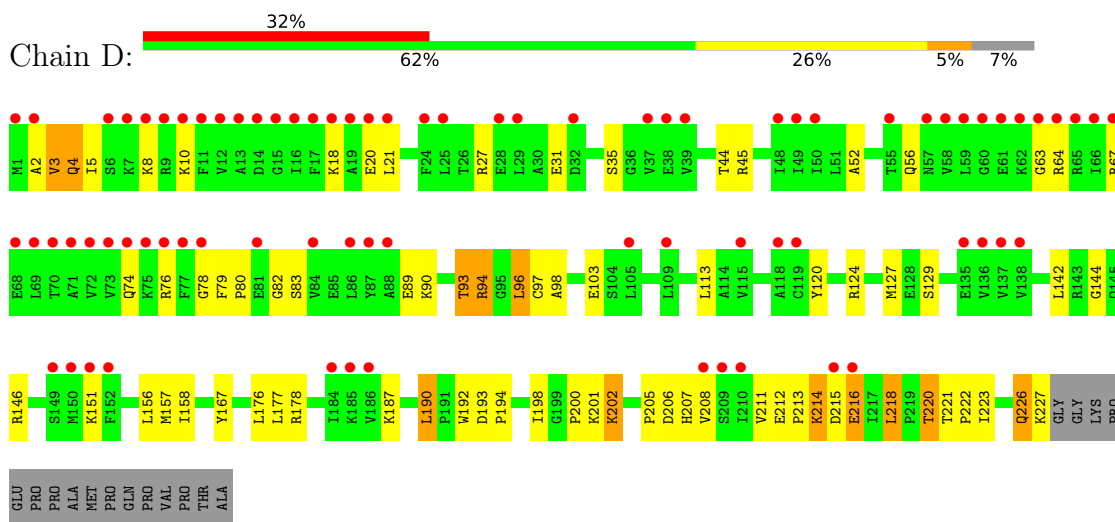 32%
Chain D:
62% 26% 5% 7%
M1 A2 V3 Q4 I5 S6 K7 K8 R9 K10 F11 V12 A13 D14 G15 I16 F17 K18 A19 E20 L21 F24 L25 T26 R27 E28 L29 A30 E31 D32 S35 G36 V37 E38 V39 T44 R45 I48 I49 I50 L51 A52 T55 Q56 N57 V58 L59 G60 E61 K62 G63 R64 R65 I66 R67
E68 L69 T70 A71 V72 V73 Q74 K75 R76 F77 G78 F79 P80 E81 G82 S83 V84 E85 L86 Y87 A88 E89 K90 T93 R94 G95 L96 C97 A98 E103 S104 L105 L109 L113 A114 V115 A118 C119 Y120 R124 M127 E128 S129 E135 V136 V137 V138 L142 R143 G144
R146 S149 M150 K151 F152 L156 M157 I158 Y167 L176 L177 R178 I184 K185 V186 K187 L190 P191 W192 D193 P194 I198 G199 P200 K201 K202 P205 D206 H207 V208 S209 I210 V211 E212 P213 K214 D215 E216 I217 L218 P219 T220 T221 P222 I223 Q226 K227 GLY GLY LYS PRO
GLU PRO PRO ALA MET PRO GLN PRO VAL PRO THR ALA